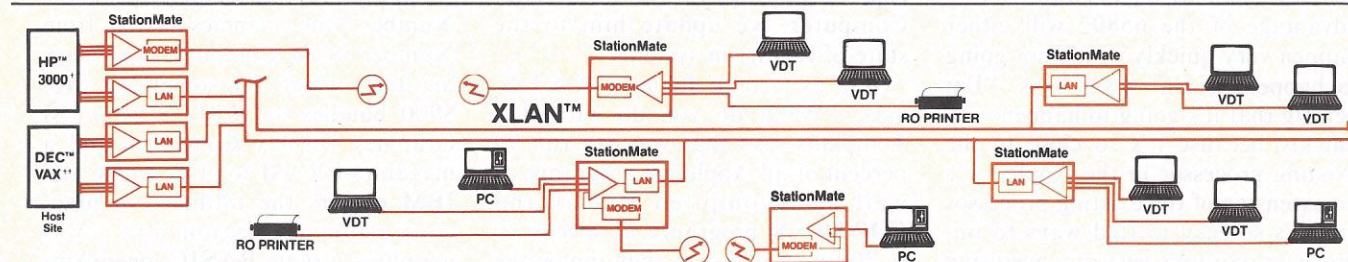 StationMate
MODEM
HP™
3000†
LAN
DEC™
VAX††
LAN
LAN
Host
Site
StationMate
MODEM
VDT
VDT
RO PRINTER
XLAN™
StationMate
LAN
VDT
VDT
StationMate
LAN
MODEM
PC
VDT
RO PRINTER
StationMate
MODEM
PC
StationMate
LAN
VDT
VDT
PC